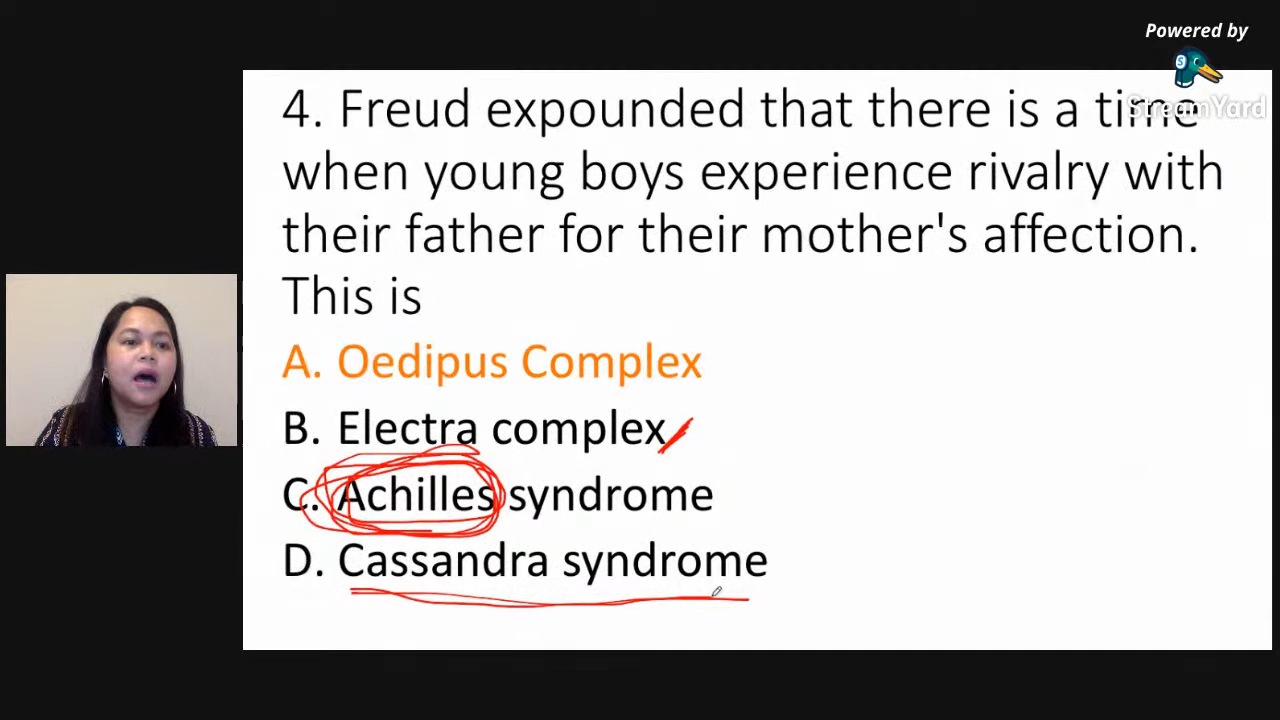 Powered by
StreamYard
4. Freud expounded that there is a time
when young boys experience rivalry with
their father for their mother's affection.
This is
A. Oedipus Complex
B. Electra complex
C. Achilles syndrome
D. Cassandra syndrome